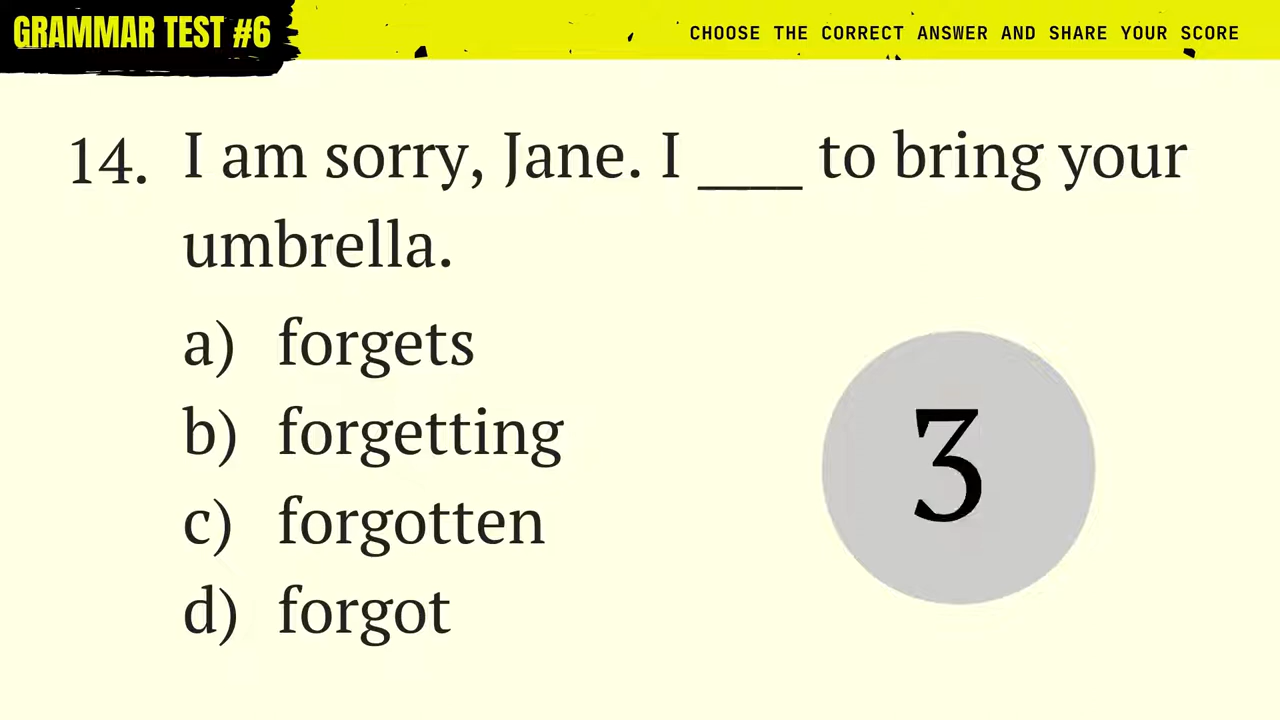 GRAMMAR TEST #6
CHOOSE THE CORRECT ANSWER AND SHARE YOUR SCORE
14. I am sorry, Jane. I ____ to bring your
umbrella.
a) forgets
b) forgetting
c) forgotten
d) forgot
3